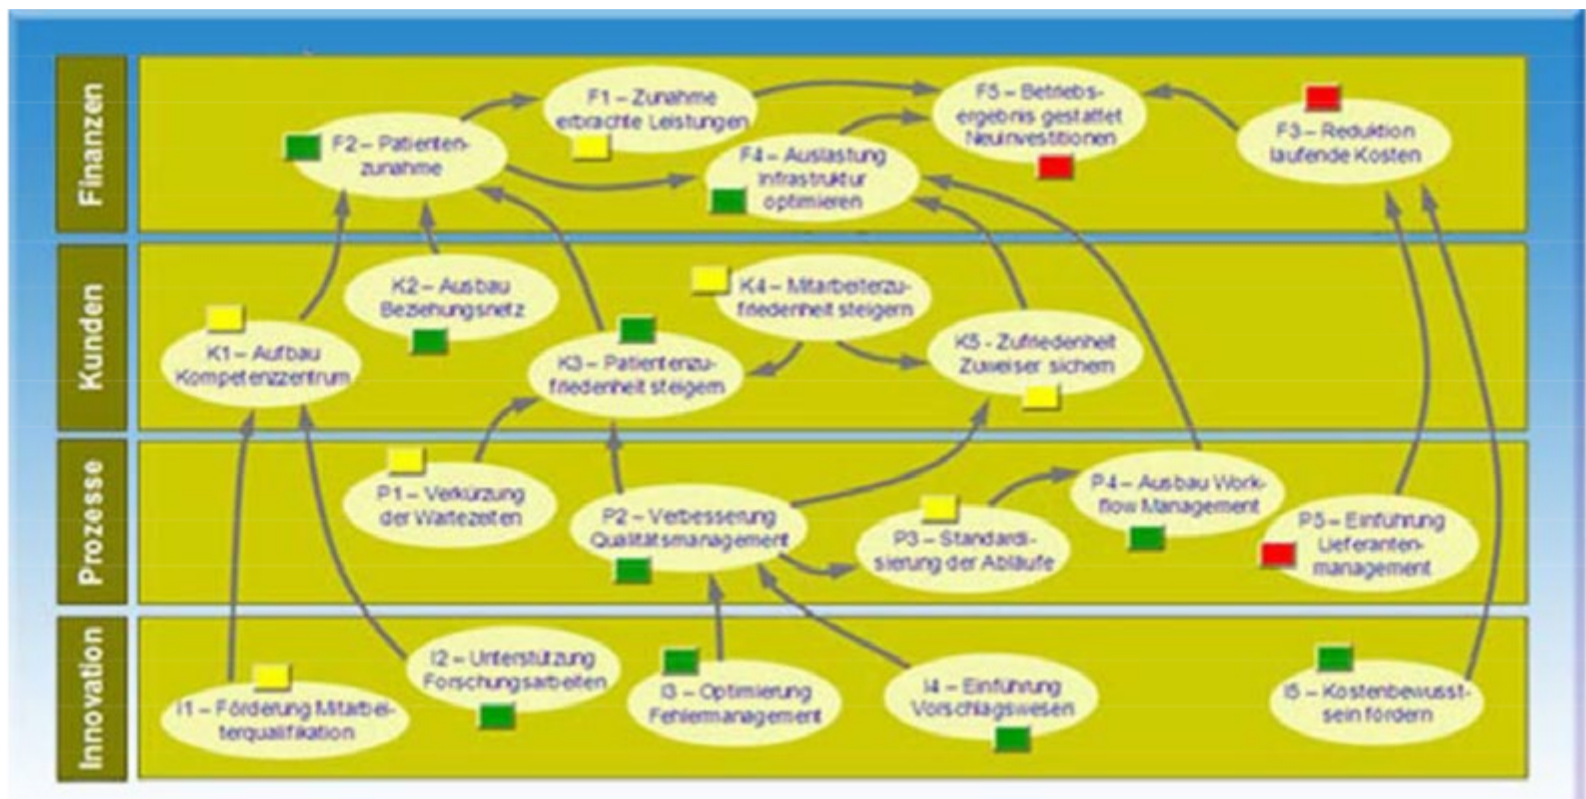 Finanzen
F1 – Zunahme
erbrachte Leistungen
F5 – Betriebs-
ergebnis gestattet
Neuinvestitionen
F2 – Patienten-
zunahme
F4 – Auslastung
Infrastruktur
optimieren
F3 – Reduktion
laufende Kosten
Kunden
K2 – Ausbau
Beziehungsnetz
K4 – Mitarbeiterzu-
friedenheit steigern
K1 – Aufbau
Kompetenzzentrum
K3 – Patientenzu-
friedenheit steigern
K5 - Zufriedenheit
Zuweiser sichern
Prozesse
P1 – Verkürzung
der Wartezeiten
P2 – Verbesserung
Qualitätsmanagement
P3 – Standardi-
sierung der Abläufe
P4 – Ausbau Work-
flow Management
P5 – Einführung
Lieferanten-
management
Innovation
I1 – Förderung Mitarbei-
terqualifikation
I2 – Unterstützung
Forschungsarbeiten
I3 – Optimierung
Fehlermanagement
I4 – Einführung
Vorschlagswesen
I5 – Kostenbewusst-
sein fördern